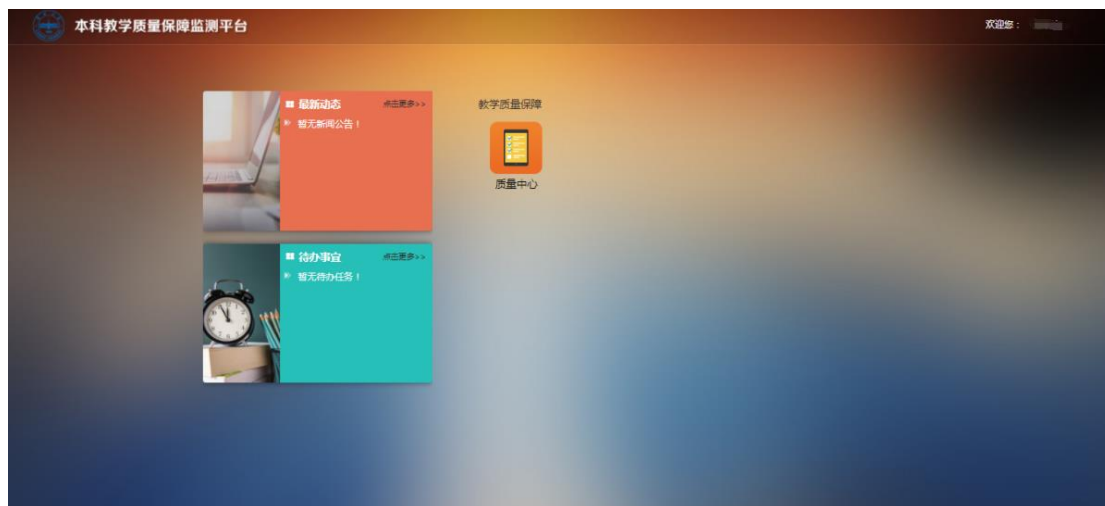 本科教学质量保障监测平台
欢迎您：
最新动态 点击更多>>
暂无新闻公告！
教学质量保障
质量中心
待办事宜 点击更多>>
暂无待办任务！